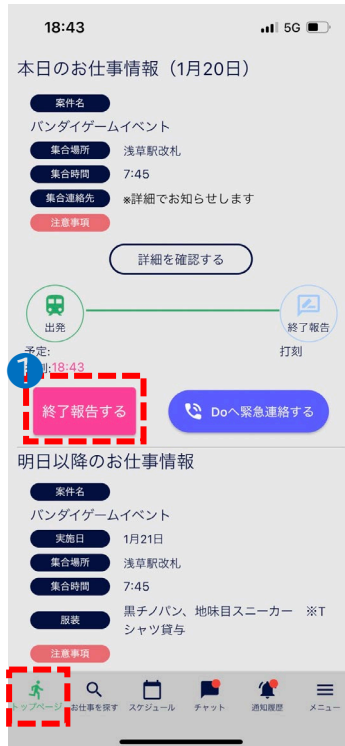 18:43
5G
本日のお仕事情報（1月20日）
案件名
バンダイゲームイベント
集合場所 浅草駅改札
集合時間 7:45
集合連絡先 ※詳細でお知らせします
注意事項
詳細を確認する
出発 終了報告
予定: 打刻
:18:43
1
終了報告する Doへ緊急連絡する
明日以降のお仕事情報
案件名
バンダイゲームイベント
実施日 1月21日
集合場所 浅草駅改札
集合時間 7:45
服装 黒チノパン、地味目スニーカー ※T
シャツ貸与
注意事項
トップページ お仕事を探す スケジュール チャット 通知履歴 メニュー